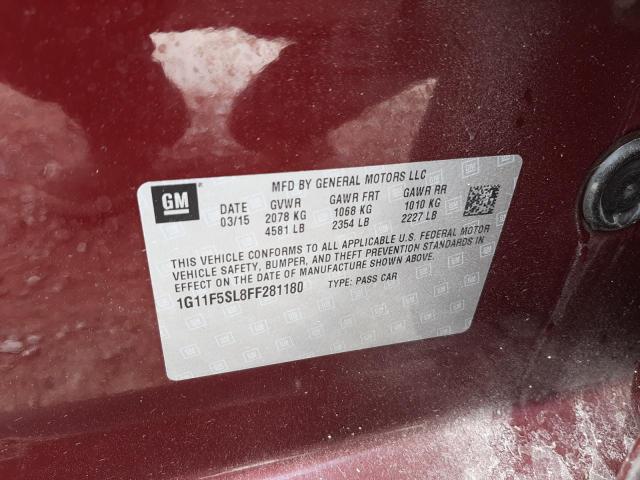 MFD BY GENERAL MOTORS LLC
GM
DATE GVWR GAWR FRT GAWR RR
03/15 2078 KG 1068 KG 1010 KG
4581 LB 2354 LB 2227 LB
THIS VEHICLE CONFORMS TO ALL APPLICABLE U.S. FEDERAL MOTOR
VEHICLE SAFETY, BUMPER, AND THEFT PREVENTION STANDARDS IN
EFFECT ON THE DATE OF MANUFACTURE SHOWN ABOVE.
1G11F5SL8FF281180 TYPE: PASS CAR